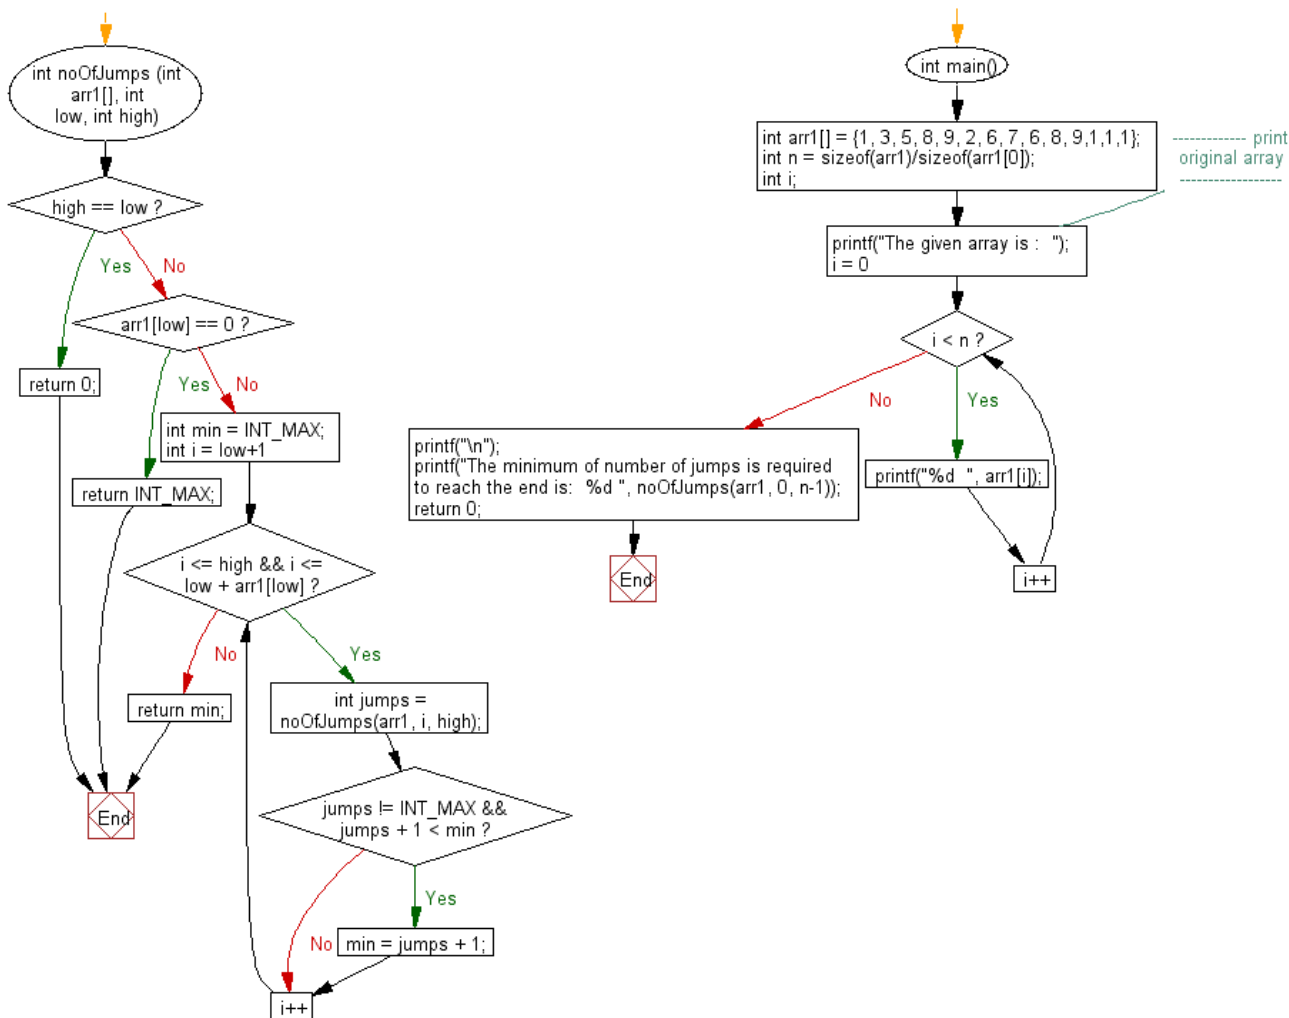 int noOfJumps (int
arr1[], int
low, int high)
high == low ?
Yes
No
arr1[low] == 0 ?
return 0;
Yes
No
int min = INT_MAX;
int i = low+1
return INT_MAX;
i <= high && i <=
low + arr1[low] ?
No
Yes
return min;
int jumps =
noOfJumps(arr1, i, high);
End
jumps != INT_MAX &&
jumps + 1 < min ?
Yes
No
min = jumps + 1;
i++
int main()
int arr1[] = {1, 3, 5, 8, 9, 2, 6, 7, 6, 8, 9,1,1,1};
int n = sizeof(arr1)/sizeof(arr1[0]);
int i;
------------ print
original array
------------------
printf("The given array is :  ");
i = 0
i < n ?
No
Yes
printf("\n");
printf("The minimum of number of jumps is required
to reach the end is:  %d ", noOfJumps(arr1, 0, n-1));
return 0;
printf("%d  ", arr1[i]);
End
i++